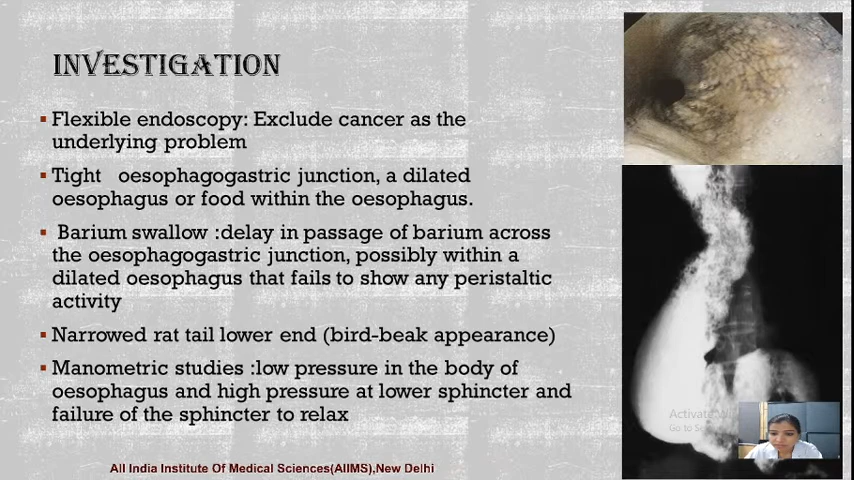 INVESTIGATION
▪ Flexible endoscopy: Exclude cancer as the
underlying problem
▪ Tight oesophagogastric junction, a dilated
oesophagus or food within the oesophagus.
▪ Barium swallow :delay in passage of barium across
the oesophagogastric junction, possibly within a
dilated oesophagus that fails to show any peristaltic
activity
▪ Narrowed rat tail lower end (bird-beak appearance)
▪ Manometric studies :low pressure in the body of
oesophagus and high pressure at lower sphincter and
failure of the sphincter to relax
Activate
Go to
All India Institute Of Medical Sciences(AIIMS),New Delhi